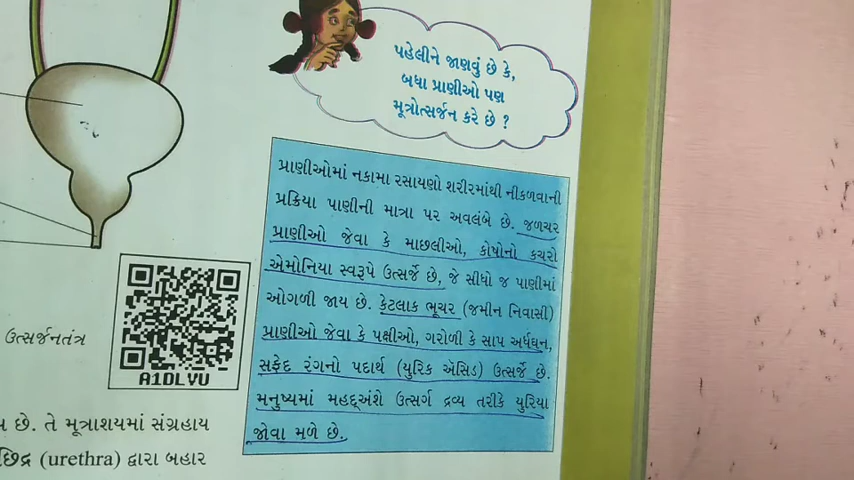 પહેલીને જાણવું છે કે,
બધા પ્રાણીઓ પણ
મૂત્રોત્સર્જન કરે છે ?
પ્રાણીઓમાં નકામા રસાયણો શરીરમાંથી નીકળવાની
પ્રક્રિયા પાણીની માત્રા પર અવલંબે છે. જળચર
પ્રાણીઓ જેવા કે માછલીઓ, કોષોનો કચરો
એમોનિયા સ્વરૂપે ઉત્સર્જે છે, જે સીધો જ પાણીમાં
ઓગળી જાય છે. કેટલાક ભૂચર (જમીન નિવાસી)
પ્રાણીઓ જેવા કે પક્ષીઓ, ગરોળી કે સાપ અર્ધઘન,
સફેદ રંગનો પદાર્થ (યુરિક ઍસિડ) ઉત્સર્જે છે.
મનુષ્યમાં મહદ્અંશે ઉત્સર્ગ દ્રવ્ય તરીકે યુરિયા
જોવા મળે છે.
ઉત્સર્જનતંત્ર
A1DLVU
છે. તે મૂત્રાશયમાં સંગ્રહાય
છિદ્ર (urethra) દ્વારા બહાર